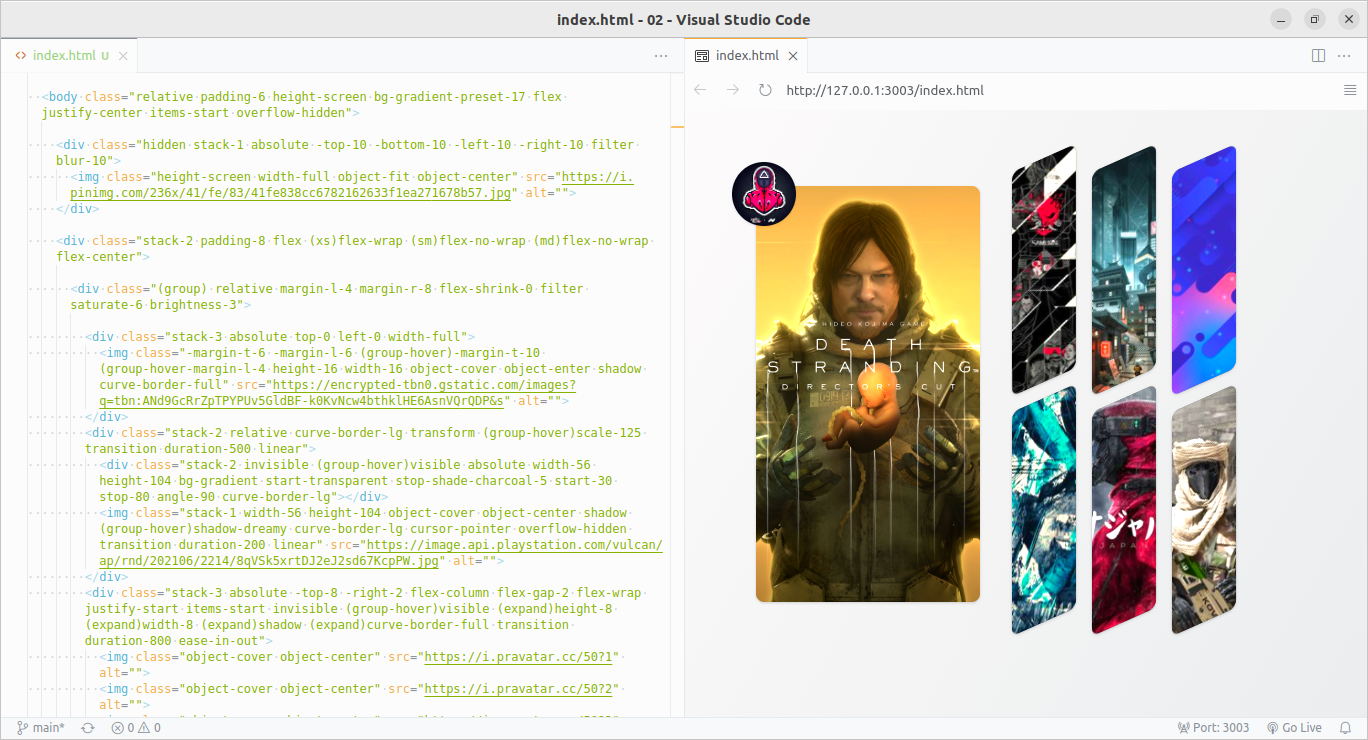 index.html - 02 - Visual Studio Code
index.html U
index.html
http://127.0.0.1:3003/index.html
<body class="relative padding-6 height-screen bg-gradient-preset-17 flex
justify-center items-start overflow-hidden">
<div class="hidden stack-1 absolute -top-10 -bottom-10 -left-10 -right-10 filter
blur-10">
<img class="height-screen width-full object-fit object-center" src="https://i.
pinimg.com/236x/41/fe/83/41fe838cc6782162633f1ea271678b57.jpg" alt="">
</div>
<div class="stack-2 padding-8 flex (xs)flex-wrap (sm)flex-no-wrap (md)flex-no-wrap
flex-center">
<div class="(group) relative margin-l-4 margin-r-8 flex-shrink-0 filter
saturate-6 brightness-3">
<div class="stack-3 absolute top-0 left-0 width-full">
<img class="-margin-t-6 -margin-l-6 (group-hover)-margin-t-10
(group-hover-margin-l-4 height-16 width-16 object-cover object-enter shadow
curve-border-full" src="https://encrypted-tbn0.gstatic.com/images?
q=tbn:ANd9GcRrZpTPYPUv5GldBF-k0KvNcw4bthklHE6AsnVQrQDP&s" alt="">
</div>
<div class="stack-2 relative curve-border-lg transform (group-hover)scale-125
transition duration-500 linear">
<div class="stack-2 invisible (group-hover)visible absolute width-56
height-104 bg-gradient start-transparent stop-shade-charcoal-5 start-30
stop-80 angle-90 curve-border-lg"></div>
<img class="stack-1 width-56 height-104 object-cover object-center shadow
(group-hover)shadow-dreamy curve-border-lg cursor-pointer overflow-hidden
transition duration-200 linear" src="https://image.api.playstation.com/vulcan/
ap/rnd/202106/2214/8qVSk5xrtDJ2eJ2sd67KcpPW.jpg" alt="">
</div>
<div class="stack-3 absolute -top-8 -right-2 flex-column flex-gap-2 flex-wrap
justify-start items-start invisible (group-hover)visible (expand)height-8
(expand)width-8 (expand)shadow (expand)curve-border-full transition
duration-800 ease-in-out">
<img class="object-cover object-center" src="https://i.pravatar.cc/50?1"
alt="">
<img class="object-cover object-center" src="https://i.pravatar.cc/50?2"
alt="">
A HIDEO KOJIMA GAME
DEATH
STRANDING
DIRECTOR'S CUT
SAMURAI
ナジャパ
JAPAN
main*
0
0
Port: 3003
Go Live